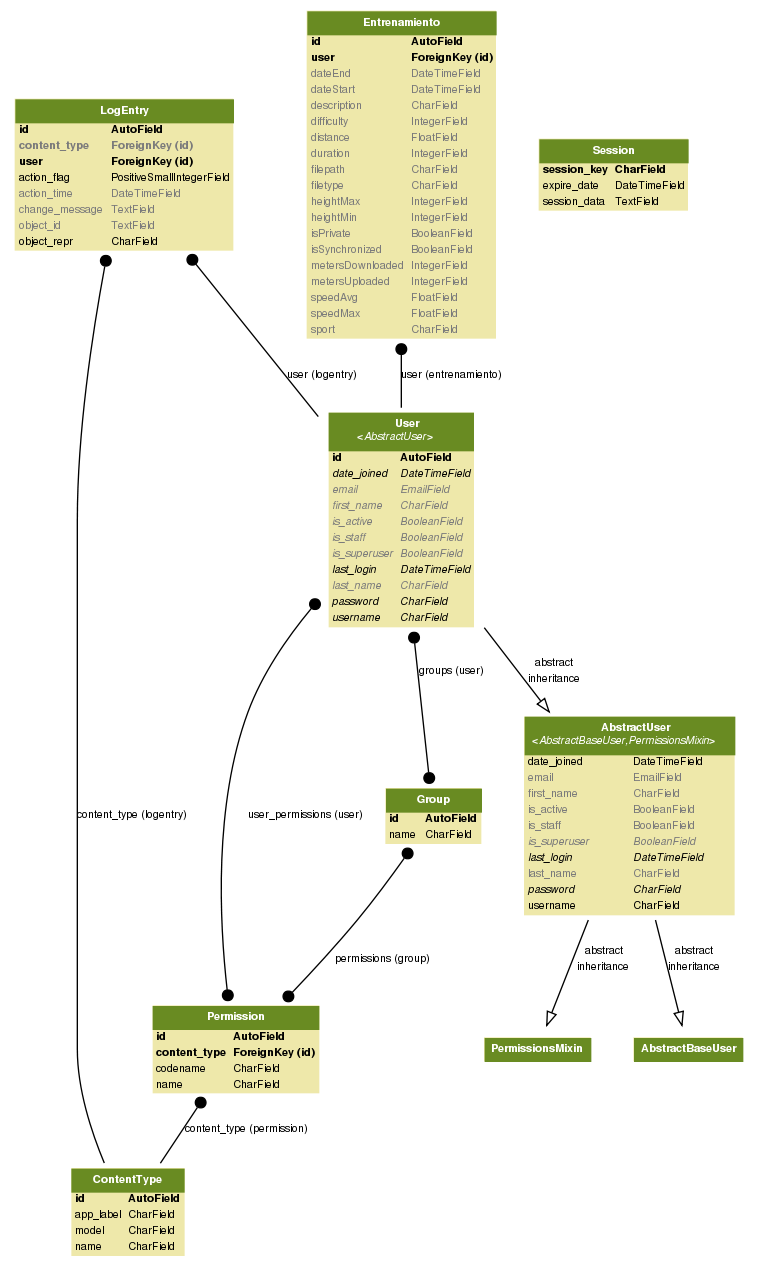 Entrenamiento
id AutoField
user ForeignKey (id)
dateEnd DateTimeField
dateStart DateTimeField
description CharField
difficulty IntegerField
distance FloatField
duration IntegerField
filepath CharField
filetype CharField
heightMax IntegerField
heightMin IntegerField
isPrivate BooleanField
isSynchronized BooleanField
metersDownloaded IntegerField
metersUploaded IntegerField
speedAvg FloatField
speedMax FloatField
sport CharField
LogEntry
id AutoField
content_type ForeignKey (id)
user ForeignKey (id)
action_flag PositiveSmallIntegerField
action_time DateTimeField
change_message TextField
object_id TextField
object_repr CharField
Session
session_key CharField
expire_date DateTimeField
session_data TextField
user (logentry)
user (entrenamiento)
User
<AbstractUser>
id AutoField
date_joined DateTimeField
email EmailField
first_name CharField
is_active BooleanField
is_staff BooleanField
is_superuser BooleanField
last_login DateTimeField
last_name CharField
password CharField
username CharField
groups (user)
abstract
inheritance
AbstractUser
<AbstractBaseUser,PermissionsMixin>
date_joined DateTimeField
email EmailField
first_name CharField
is_active BooleanField
is_staff BooleanField
is_superuser BooleanField
last_login DateTimeField
last_name CharField
password CharField
username CharField
content_type (logentry)
user_permissions (user)
Group
id AutoField
name CharField
permissions (group)
abstract
inheritance
abstract
inheritance
Permission
id AutoField
content_type ForeignKey (id)
codename CharField
name CharField
PermissionsMixin
AbstractBaseUser
content_type (permission)
ContentType
id AutoField
app_label CharField
model CharField
name CharField